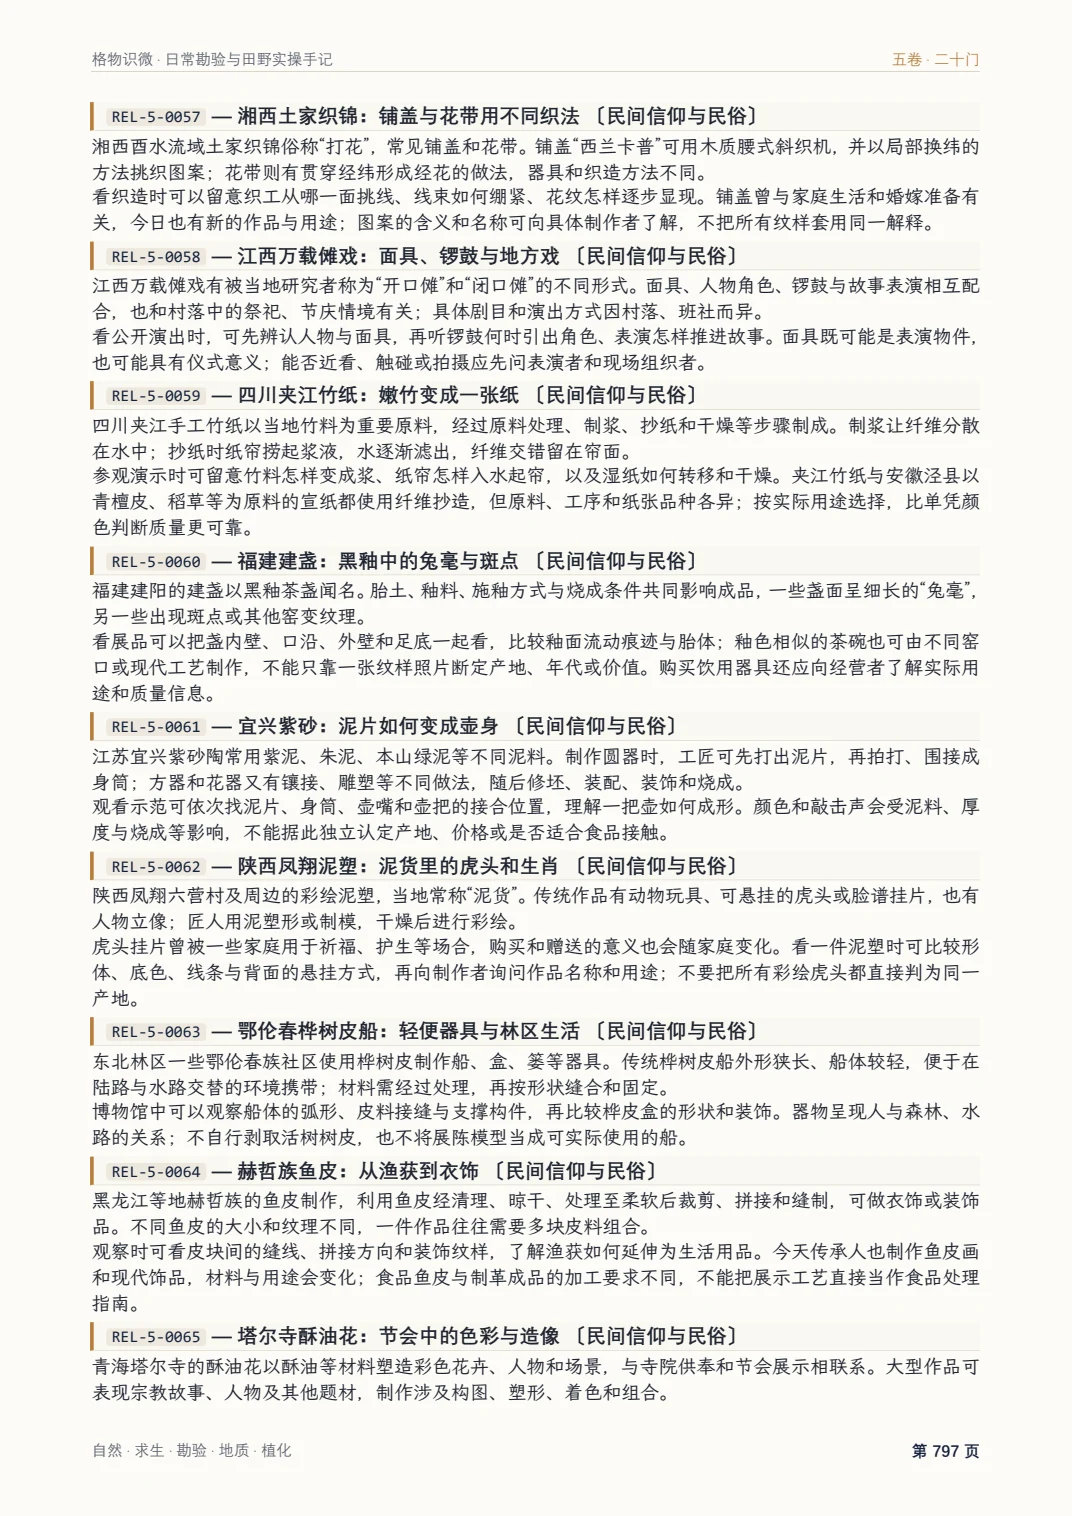 格物识微 · 日常勘验与田野实操手记
五卷 · 二十门
REL-5-0057 — 湘西土家织锦：铺盖与花带用不同织法 〔民间信仰与民俗〕
湘西酉水流域土家织锦俗称“打花”，常见铺盖和花带。铺盖“西兰卡普”可用木质腰式斜织机，并以局部换纬的
方法挑织图案；花带则有贯穿经纬形成经花的做法，器具和织造方法不同。
看织造时可以留意织工从哪一面挑线、线束如何绷紧、花纹怎样逐步显现。铺盖曾与家庭生活和婚嫁准备有
关，今日也有新的作品与用途；图案的含义和名称可向具体制作者了解，不把所有纹样套用同一解释。
REL-5-0058 — 江西万载傩戏：面具、锣鼓与地方戏 〔民间信仰与民俗〕
江西万载傩戏有被当地研究者称为“开口傩”和“闭口傩”的不同形式。面具、人物角色、锣鼓与故事表演相互配
合，也和村落中的祭祀、节庆情境有关；具体剧目和演出方式因村落、班社而异。
看公开演出时，可先辨认人物与面具，再听锣鼓何时引出角色、表演怎样推进故事。面具既可能是表演物件，
也可能具有仪式意义；能否近看、触碰或拍摄应先问表演者和现场组织者。
REL-5-0059 — 四川夹江竹纸：嫩竹变成一张纸 〔民间信仰与民俗〕
四川夹江手工竹纸以当地竹料为重要原料，经过原料处理、制浆、抄纸和干燥等步骤制成。制浆让纤维分散
在水中；抄纸时纸帘捞起浆液，水逐渐滤出，纤维交错留在帘面。
参观演示时可留意竹料怎样变成浆、纸帘怎样入水起帘，以及湿纸如何转移和干燥。夹江竹纸与安徽泾县以
青檀皮、稻草等为原料的宣纸都使用纤维抄造，但原料、工序和纸张品种各异；按实际用途选择，比单凭颜
色判断质量更可靠。
REL-5-0060 — 福建建盏：黑釉中的兔毫与斑点 〔民间信仰与民俗〕
福建建阳的建盏以黑釉茶盏闻名。胎土、釉料、施釉方式与烧成条件共同影响成品，一些盏面呈细长的“兔毫”，
另一些出现斑点或其他窑变纹理。
看展品可以把盏内壁、口沿、外壁和足底一起看，比较釉面流动痕迹与胎体；釉色相似的茶碗也可由不同窑
口或现代工艺制作，不能只靠一张纹样照片断定产地、年代或价值。购买饮用器具还应向经营者了解实际用
途和质量信息。
REL-5-0061 — 宜兴紫砂：泥片如何变成壶身 〔民间信仰与民俗〕
江苏宜兴紫砂陶常用紫泥、朱泥、本山绿泥等不同泥料。制作圆器时，工匠可先打出泥片，再拍打、围接成
身筒；方器和花器又有镶接、雕塑等不同做法，随后修坯、装配、装饰和烧成。
观看示范可依次找泥片、身筒、壶嘴和壶把的接合位置，理解一把壶如何成形。颜色和敲击声会受泥料、厚
度与烧成等影响，不能据此独立认定产地、价格或是否适合食品接触。
REL-5-0062 — 陕西凤翔泥塑：泥货里的虎头和生肖 〔民间信仰与民俗〕
陕西凤翔六营村及周边的彩绘泥塑，当地常称“泥货”。传统作品有动物玩具、可悬挂的虎头或脸谱挂片，也有
人物立像；匠人用泥塑形或制模，干燥后进行彩绘。
虎头挂片曾被一些家庭用于祈福、护生等场合，购买和赠送的意义也会随家庭变化。看一件泥塑时可比较形
体、底色、线条与背面的悬挂方式，再向制作者询问作品名称和用途；不要把所有彩绘虎头都直接判为同一
产地。
REL-5-0063 — 鄂伦春桦树皮船：轻便器具与林区生活 〔民间信仰与民俗〕
东北林区一些鄂伦春族社区使用桦树皮制作船、盒、篓等器具。传统桦树皮船外形狭长、船体较轻，便于在
陆路与水路交替的环境携带；材料需经过处理，再按形状缝合和固定。
博物馆中可以观察船体的弧形、皮料接缝与支撑构件，再比较桦皮盒的形状和装饰。器物呈现人与森林、水
路的关系；不自行剥取活树树皮，也不将展陈模型当成可实际使用的船。
REL-5-0064 — 赫哲族鱼皮：从渔获到衣饰 〔民间信仰与民俗〕
黑龙江等地赫哲族的鱼皮制作，利用鱼皮经清理、晾干、处理至柔软后裁剪、拼接和缝制，可做衣饰或装饰
品。不同鱼皮的大小和纹理不同，一件作品往往需要多块皮料组合。
观察时可看皮块间的缝线、拼接方向和装饰纹样，了解渔获如何延伸为生活用品。今天传承人也制作鱼皮画
和现代饰品，材料与用途会变化；食品鱼皮与制革成品的加工要求不同，不能把展示工艺直接当作食品处理
指南。
REL-5-0065 — 塔尔寺酥油花：节会中的色彩与造像 〔民间信仰与民俗〕
青海塔尔寺的酥油花以酥油等材料塑造彩色花卉、人物和场景，与寺院供奉和节会展示相联系。大型作品可
表现宗教故事、人物及其他题材，制作涉及构图、塑形、着色和组合。
自然 · 求生 · 勘验 · 地质 · 植化
第 797 页